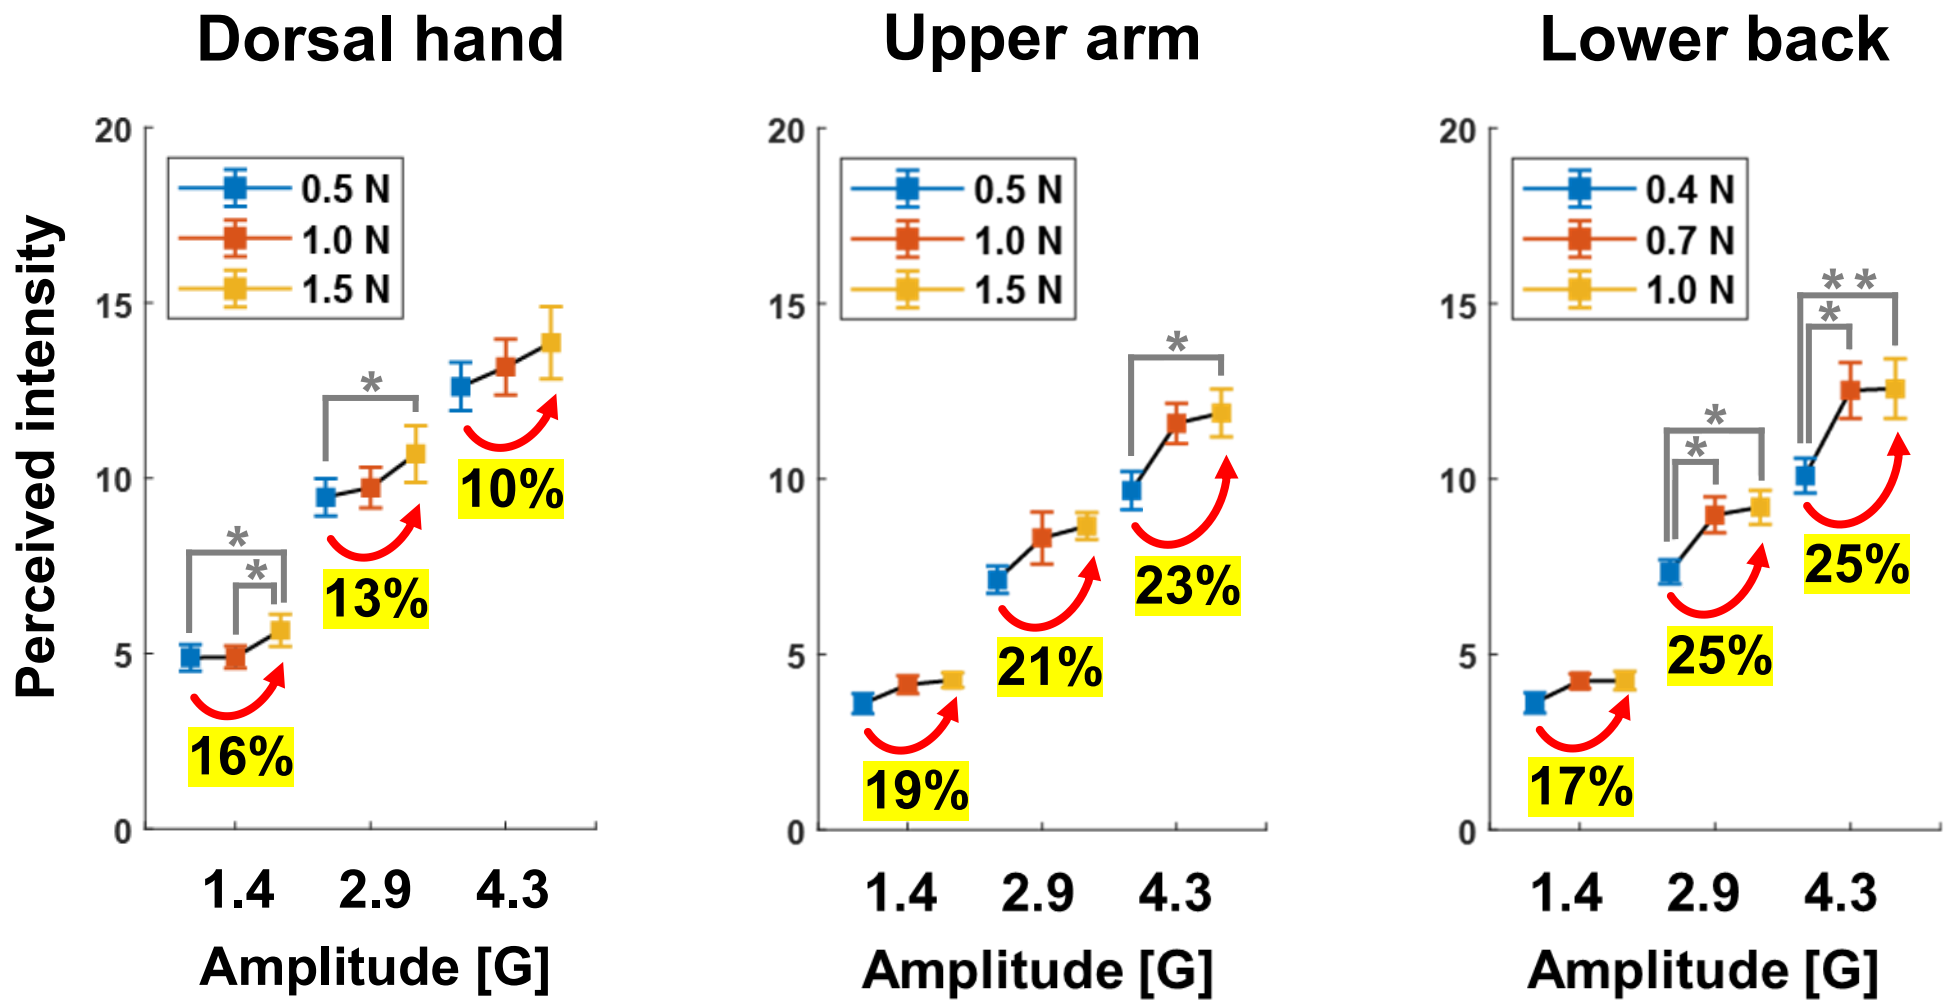 Dorsal hand
Upper arm
Lower back
Perceived intensity
20
15
10
5
0
0.5 N
1.0 N
1.5 N
*
*
*
16%
13%
10%
1.4 2.9 4.3
Amplitude [G]
20
15
10
5
0
0.5 N
1.0 N
1.5 N
*
19%
21%
23%
1.4 2.9 4.3
Amplitude [G]
20
15
10
5
0
0.4 N
0.7 N
1.0 N
* *
*
*
*
17%
25%
25%
1.4 2.9 4.3
Amplitude [G]